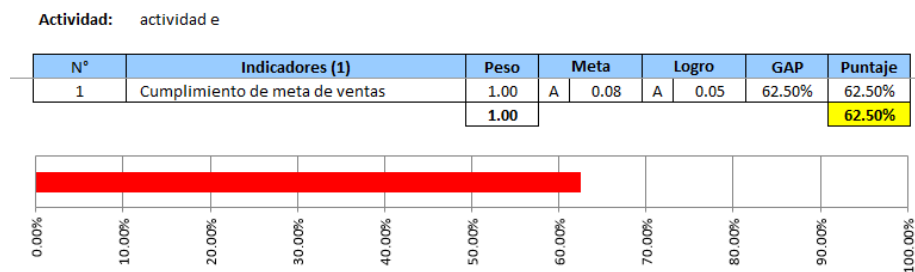 Actividad: actividad e
N° Indicadores (1) Peso Meta Logro GAP Puntaje
1 Cumplimiento de meta de ventas 1.00 A 0.08 A 0.05 62.50% 62.50%
1.00 62.50%
0.00% 10.00% 20.00% 30.00% 40.00% 50.00% 60.00% 70.00% 80.00% 90.00% 100.00%